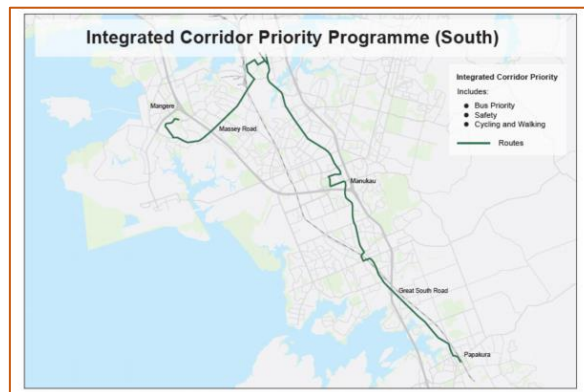 Integrated Corridor Priority Programme (South)
Integrated Corridor Priority
Includes:
● Bus Priority
● Safety
● Cycling and Walking
Routes
Mangere
Massey Road
Manukau
Great South Road
Papakura